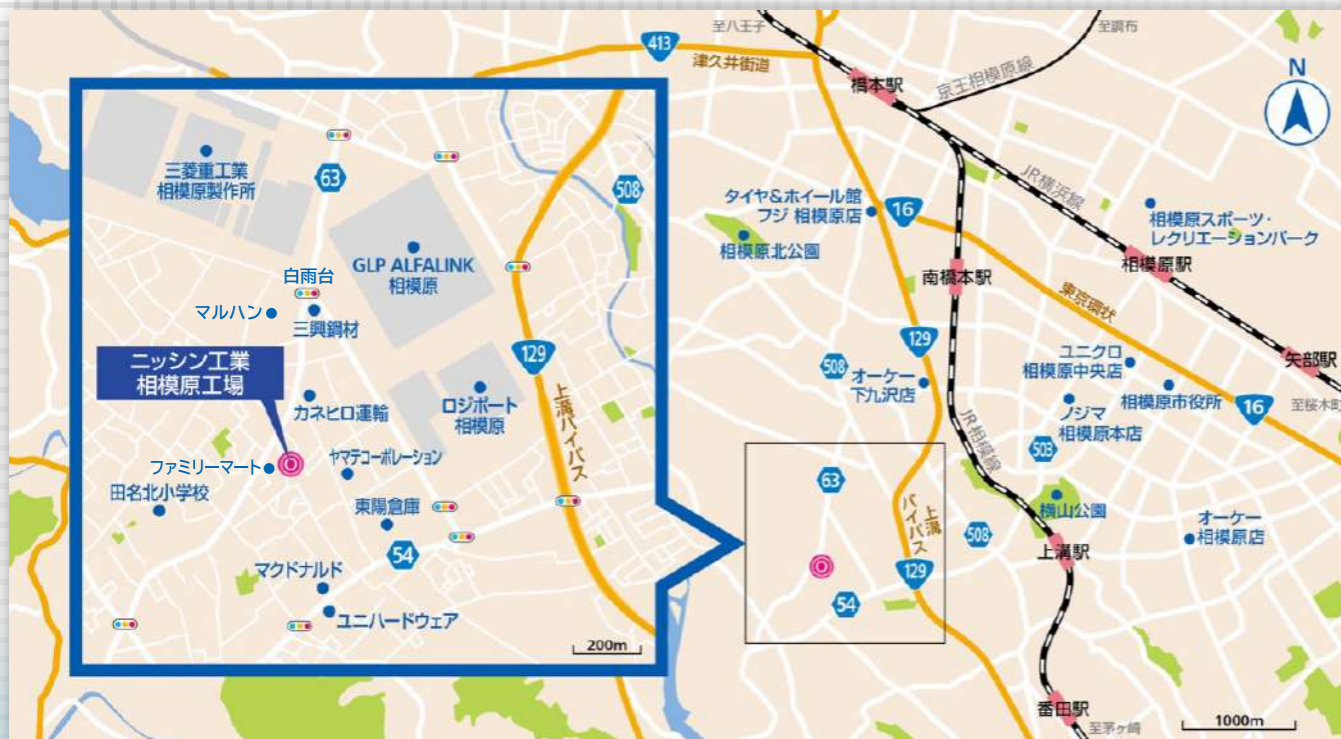 413
津久井街道
至八王子
至調布
橋本駅
京王相模原線
N
三菱重工業
相模原製作所
63
508
GLP ALFALINK
相模原
白雨台
マルハン
三興鋼材
ニッシン工業
相模原工場
カネヒロ運輸
ロジポート
相模原
129
上溝バイパス
ファミリーマート
ヤマテコーポレーション
田名北小学校
東陽倉庫
54
マクドナルド
ユニハードウェア
200m
タイヤ&ホイール館
フジ 相模原店
16
相模原北公園
JR横浜線
相模原スポーツ・
レクリエーションパーク
相模原駅
南橋本駅
東京環状
129
508
オーケー
下九沢店
ユニクロ
相模原中央店
矢部駅
ノジマ
相模原本店
相模原市役所
16
至桜木町
JR相模線
503
63
横山公園
上溝
バイパス
508
オーケー
相模原店
上溝駅
129
54
番田駅
至茅ヶ崎
1000m